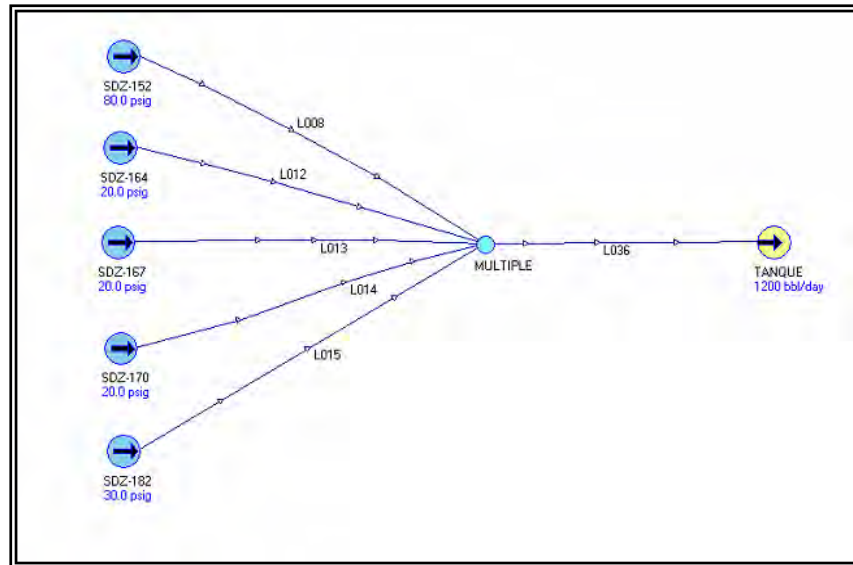 SDZ-152
80.0 psig
L008
SDZ-164
20.0 psig
L012
SDZ-167
20.0 psig
L013
MULTIPLE
L036
TANQUE
1200 bbl/day
L014
SDZ-170
20.0 psig
L015
SDZ-182
30.0 psig